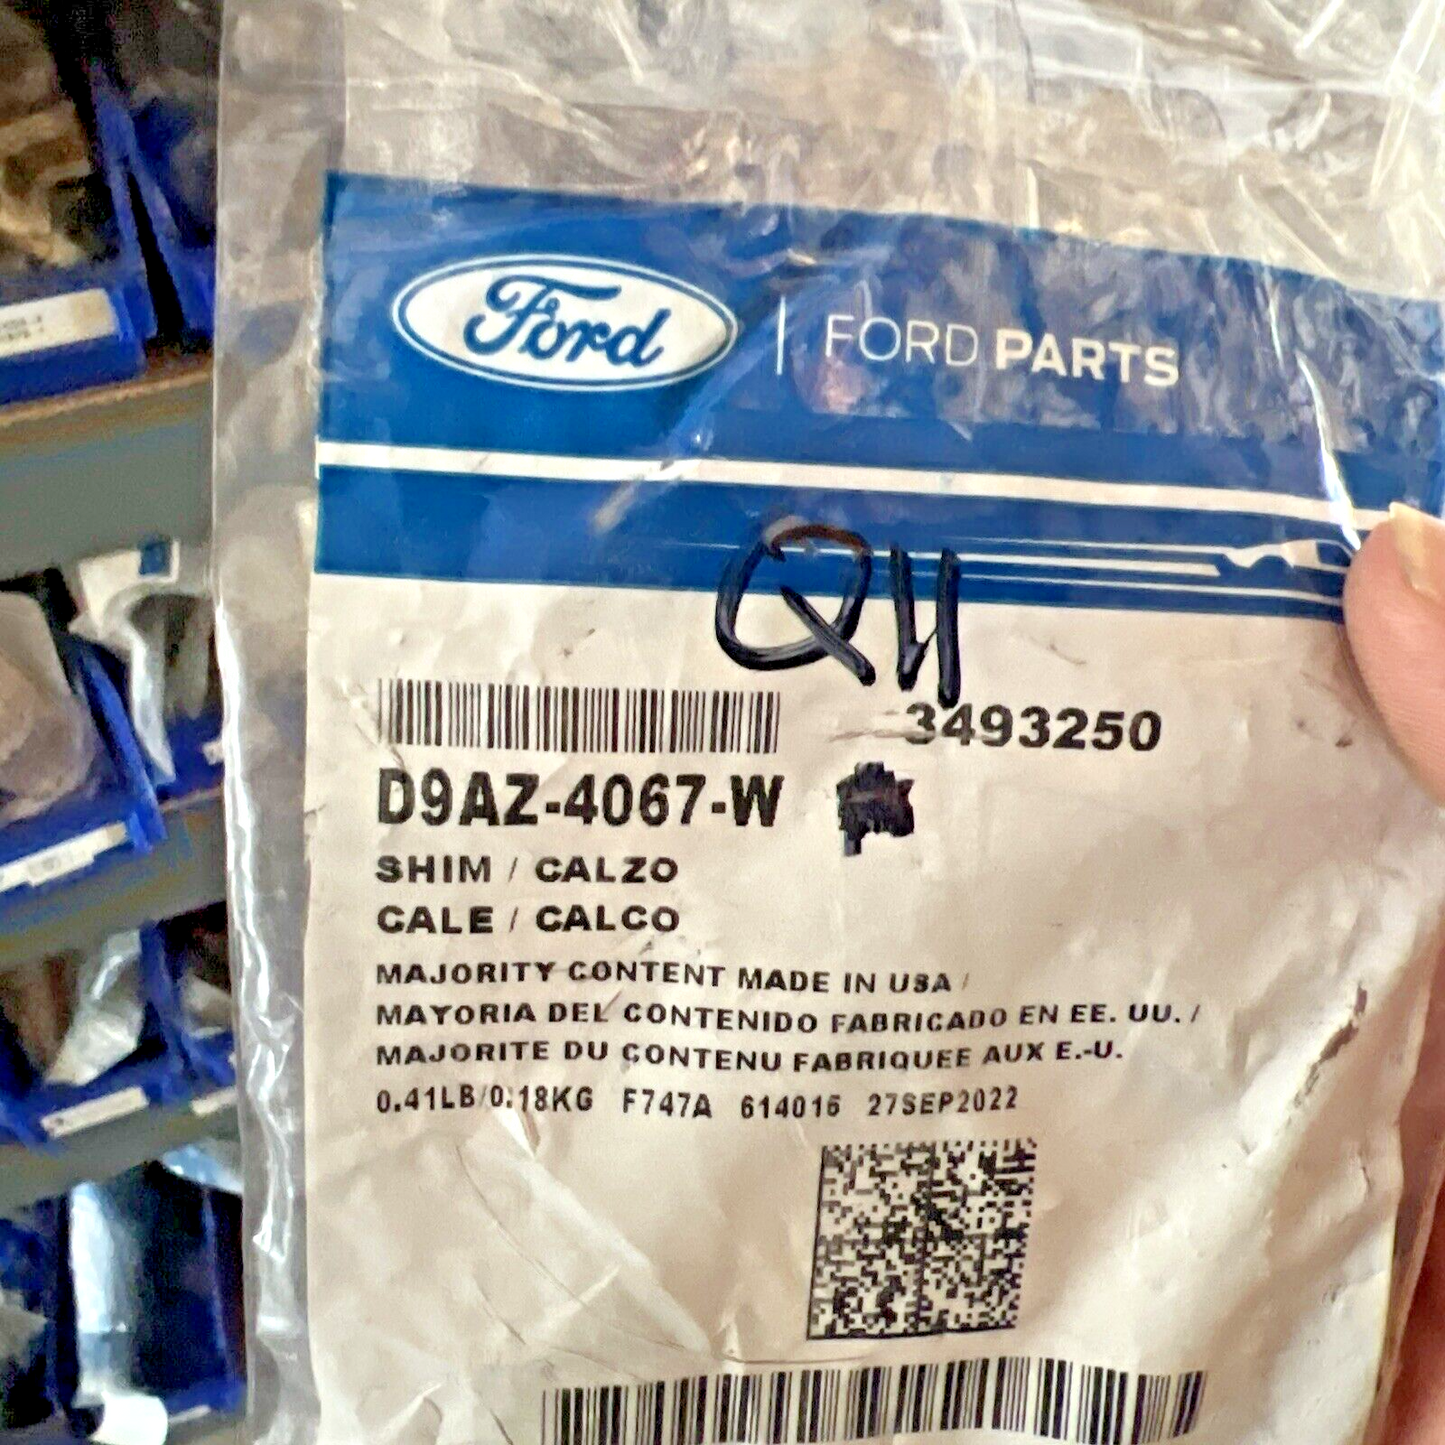 Ford | FORD PARTS
3493250
D9AZ-4067-W
SHIM / CALZO
CALE / CALCO
MAJORITY CONTENT MADE IN USA /
MAYORIA DEL CONTENIDO FABRICADO EN EE. UU. /
MAJORITE DU CONTENU FABRIQUEE AUX E.-U.
0.41LB/0.18KG F747A 614016 27SEP2022